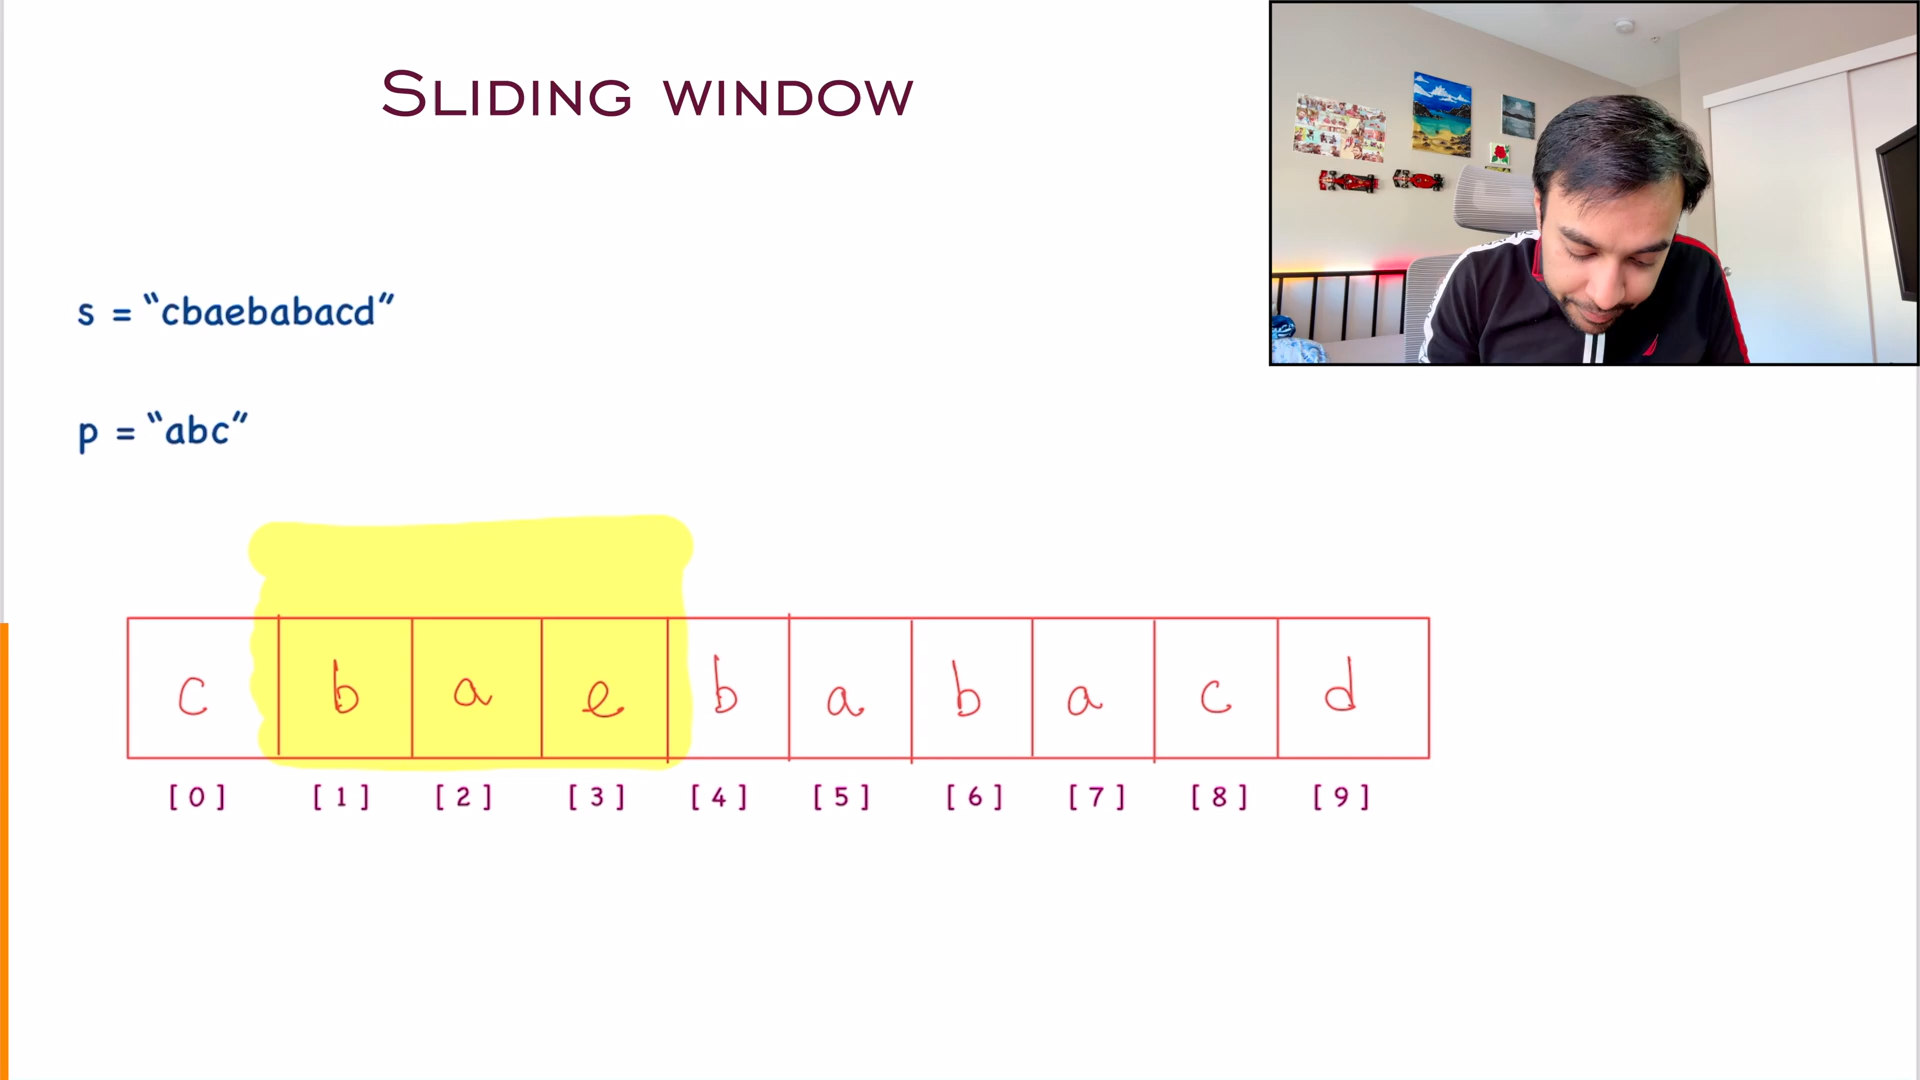 SLIDING WINDOW
s = “cbaebabacd”
p = “abc”
c b a e b a b a c d
[ 0 ] [ 1 ] [ 2 ] [ 3 ] [ 4 ] [ 5 ] [ 6 ] [ 7 ] [ 8 ] [ 9 ]